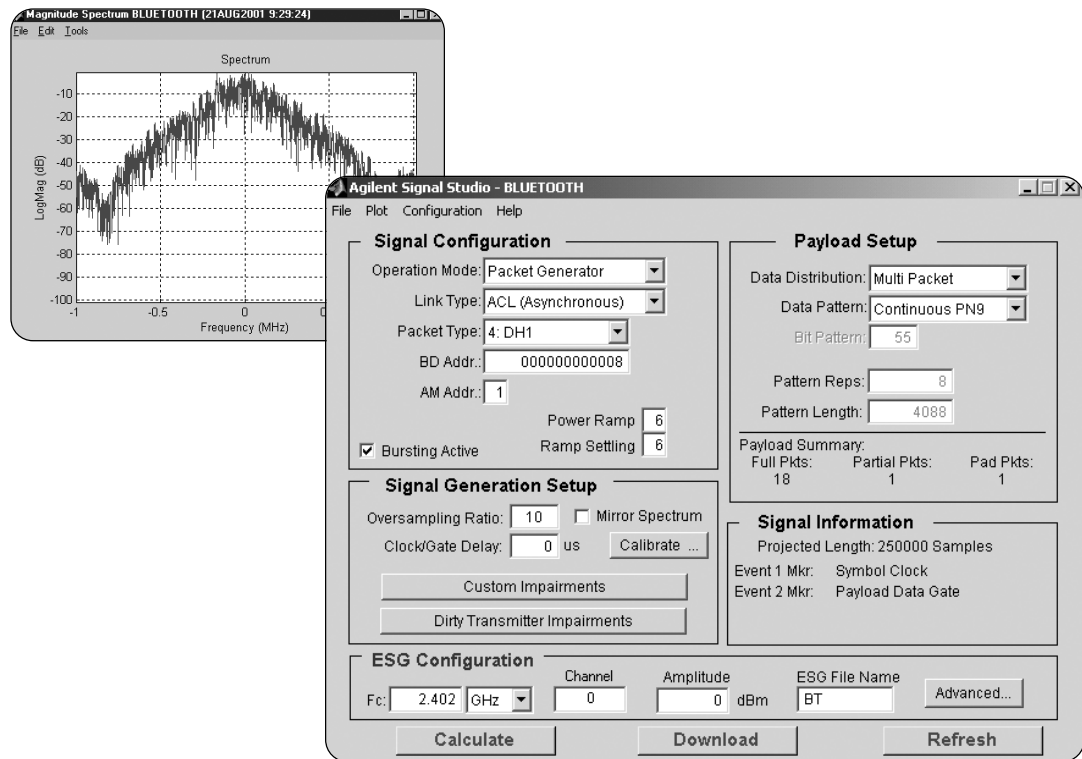 Magnitude Spectrum BLUETOOTH (21AUG2001 9:29:24)
File Edit Tools
Spectrum
-10
-20
-30
-40
-50
-60
-70
-80
-90
-100
LogMag (dB)
-1 -0.5 0
Frequency (MHz)
Agilent Signal Studio - BLUETOOTH
File Plot Configuration Help
Signal Configuration
Operation Mode: Packet Generator
Link Type: ACL (Asynchronous)
Packet Type: 4: DH1
BD Addr.: 000000000008
AM Addr.: 1
Power Ramp 6
Bursting Active Ramp Settling 6
Payload Setup
Data Distribution: Multi Packet
Data Pattern: Continuous PN9
Bit Pattern: 55
Pattern Reps: 8
Pattern Length: 4088
Payload Summary:
Full Pkts: Partial Pkts: Pad Pkts:
18 1 1
Signal Generation Setup
Oversampling Ratio: 10 Mirror Spectrum
Clock/Gate Delay: 0 us Calibrate ...
Custom Impairments
Dirty Transmitter Impairments
Signal Information
Projected Length: 250000 Samples
Event 1 Mkr: Symbol Clock
Event 2 Mkr: Payload Data Gate
ESG Configuration
Channel Amplitude ESG File Name
Fc: 2.402 GHz 0 0 dBm BT Advanced...
Calculate Download Refresh